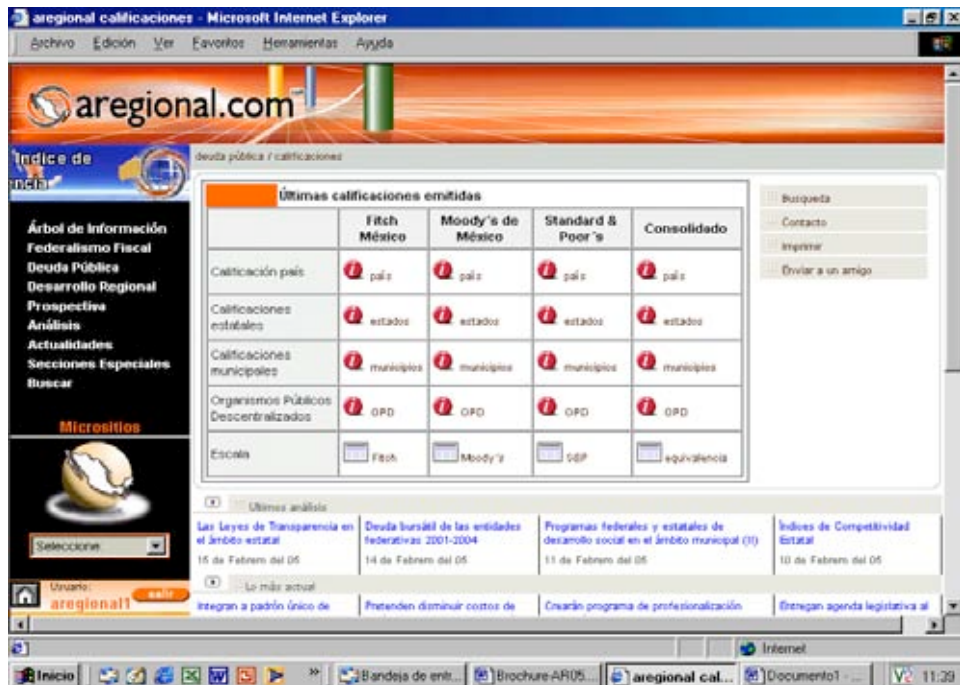 aregional calificaciones - Microsoft Internet Explorer
Archivo Edición Ver Favoritos Herramientas Ayuda
aregional.com
Índice de
deuda pública / calificaciones
Árbol de Información
Federalismo Fiscal
Deuda Pública
Desarrollo Regional
Prospectiva
Análisis
Actualidades
Secciones Especiales
Buscar
Micrositios
Seleccione
Usuario:
aregional1
salir
Últimas calificaciones emitidas
Fitch México Moody's de México Standard & Poor's Consolidado
Calificación país país país país país
Calificaciones estatales estados estados estados estados
Calificaciones municipales municipios municipios municipios municipios
Organismos Públicos Descentralizados OPD OPD OPD OPD
Escala Fitch Moody's S&P equivalencia
Busqueda
Contacto
Imprimir
Enviar a un amigo
Ultimos análisis
Las Leyes de Transparencia en el ámbito estatal
15 de Febrero del 05
Deuda bursátil de las entidades federativas 2001-2004
14 de Febrero del 05
Programas federales y estatales de desarrollo social en el ámbito municipal (II)
11 de Febrero del 05
Índices de Competitividad Estatal
10 de Febrero del 05
Lo más actual
Integran a padrón único de
Pretenden disminuir costos de
Crearán programa de profesionalización
Entregan agenda legislativa al
Internet
Inicio
Bandeja de entr... Brochure-AR05... aregional cal... Documento1 - ... 11:39